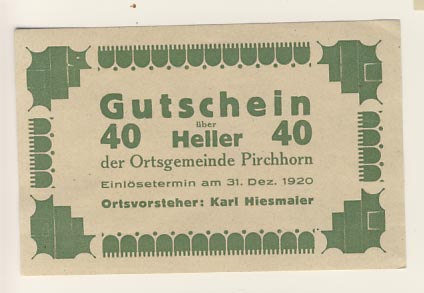 Gutschein
über
40 Heller 40
der Ortsgemeinde Pirchhorn
Einlösetermin am 31. Dez. 1920
Ortsvorsteher: Karl Hiesmaier